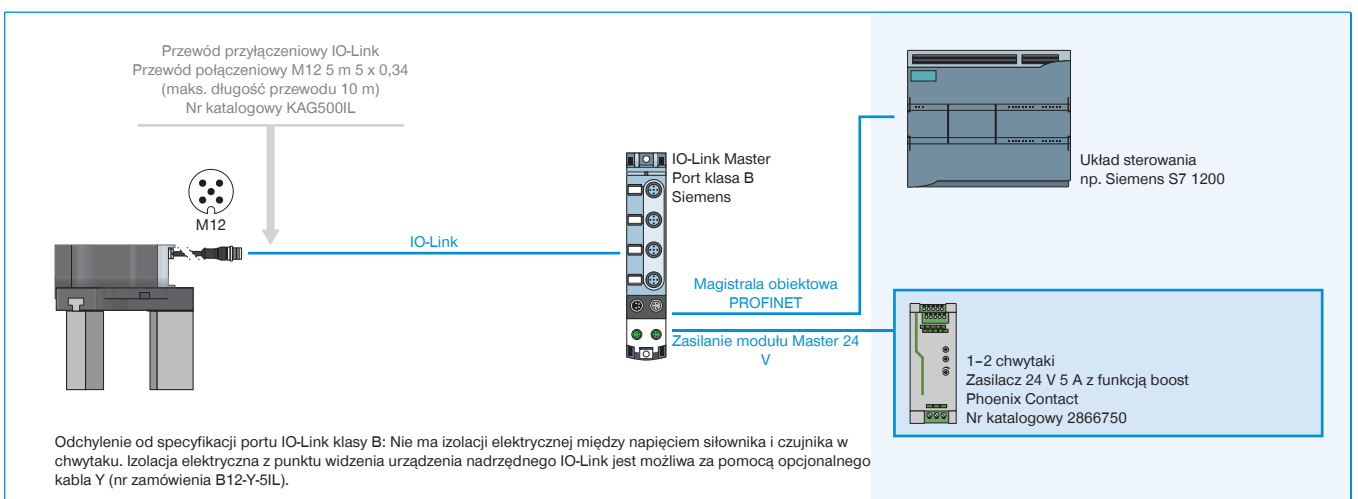 Przewód przyłączeniowy IO-Link
Przewód połączeniowy M12 5 m 5 x 0,34
(maks. długość przewodu 10 m)
Nr katalogowy KAG500IL
M12
IO-Link
IO-Link Master
Port klasa B
Siemens
Magistrala obiektowa
PROFINET
Zasilanie modułu Master 24
V
Układ sterowania
np. Siemens S7 1200
1–2 chwytaki
Zasilacz 24 V 5 A z funkcją boost
Phoenix Contact
Nr katalogowy 2866750
Odchylenie od specyfikacji portu IO-Link klasy B: Nie ma izolacji elektrycznej między napięciem siłownika i czujnika w
chwytaku. Izolacja elektryczna z punktu widzenia urządzenia nadrzędnego IO-Link jest możliwa za pomocą opcjonalnego
kabla Y (nr zamówienia B12-Y-5IL).